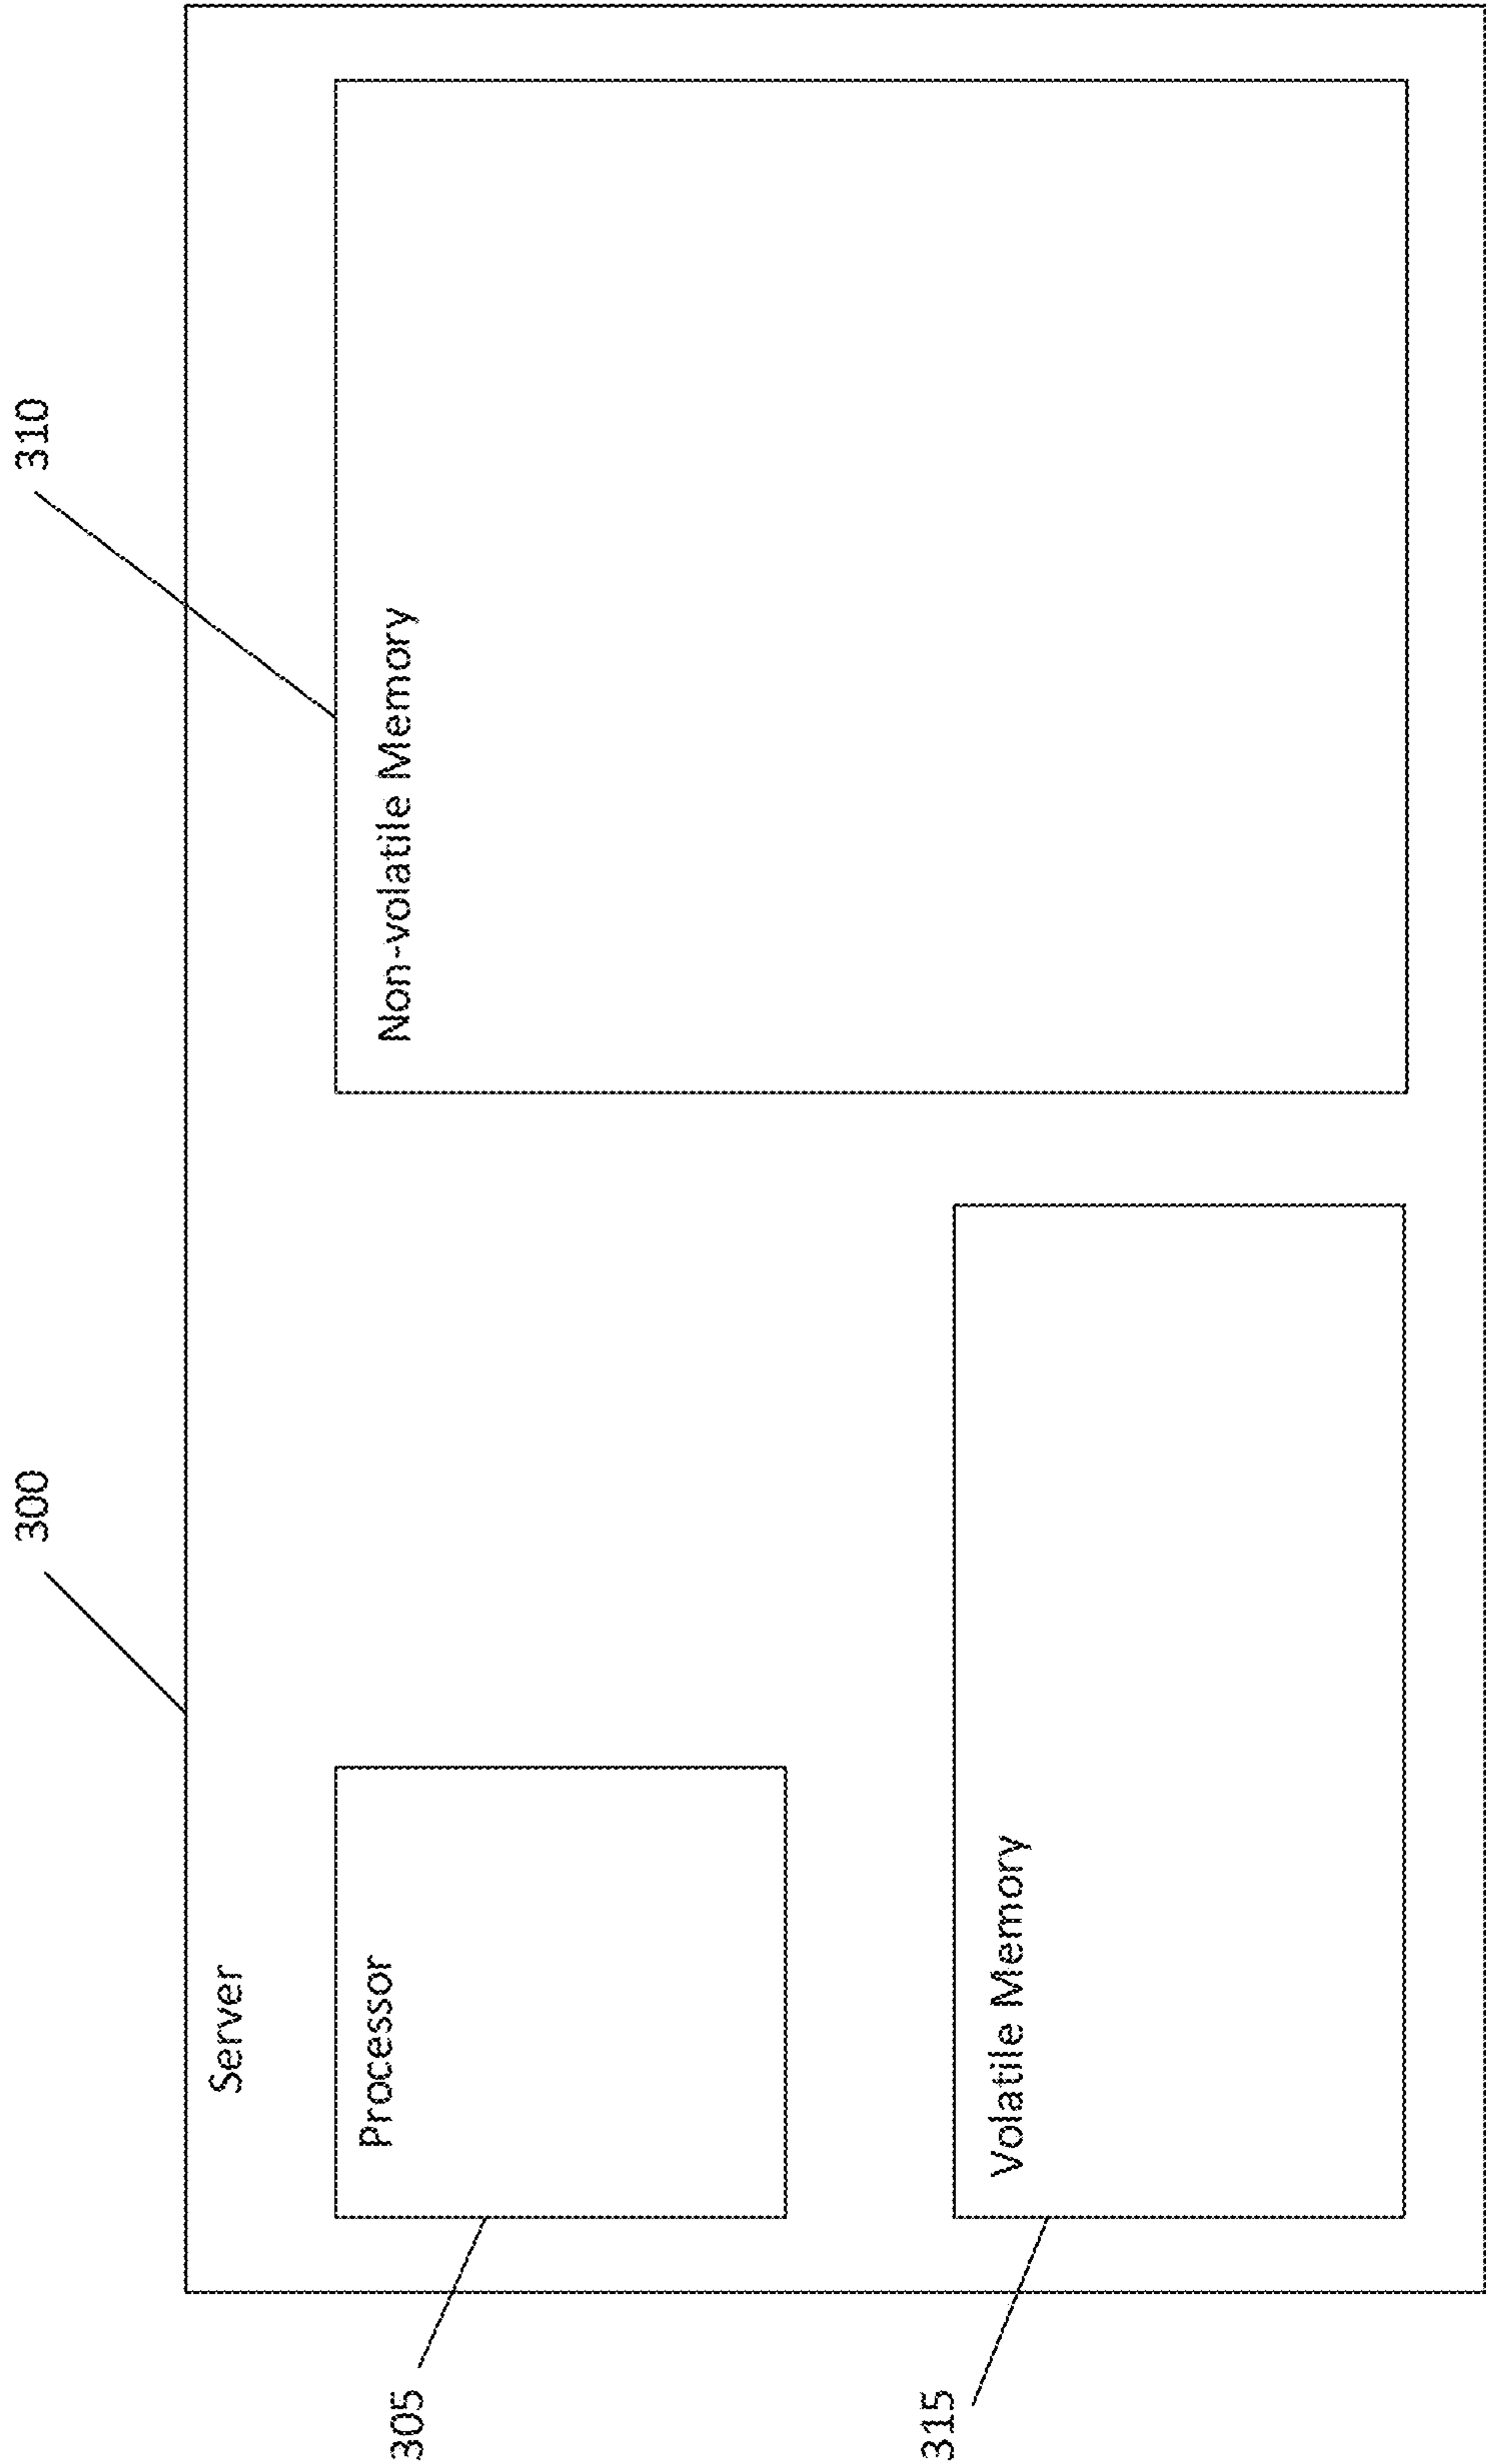 300
310
Server
Processor
Non-volatile Memory
305
Volatile Memory
315